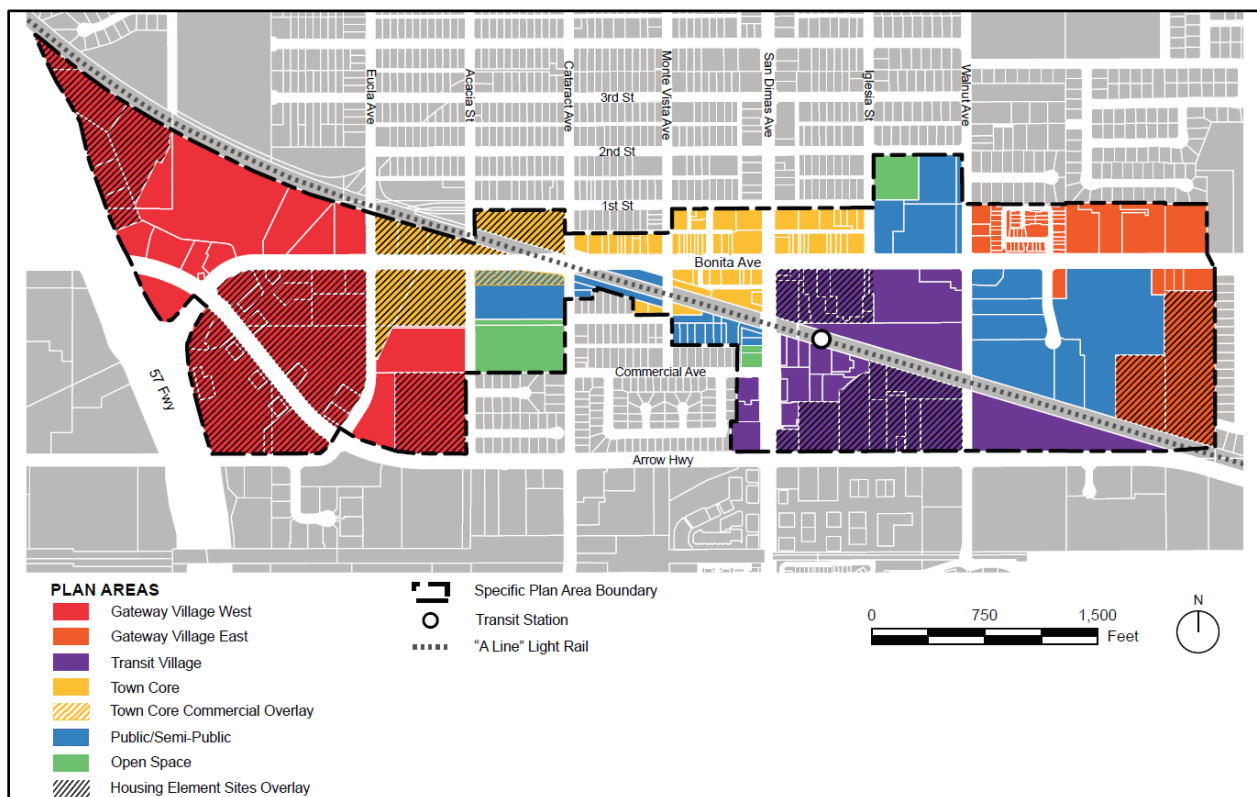 Eucla Ave
Acacia St
Cataract Ave
Monte Vista Ave
San Dimas Ave
Iglesia St
Walnut Ave
3rd St
2nd St
1st St
Bonita Ave
57 Fwy
Commercial Ave
Arrow Hwy
PLAN AREAS
Gateway Village West
Gateway Village East
Transit Village
Town Core
Town Core Commercial Overlay
Public/Semi-Public
Open Space
Housing Element Sites Overlay
Specific Plan Area Boundary
Transit Station
“A Line” Light Rail
0 750 1,500
Feet
N